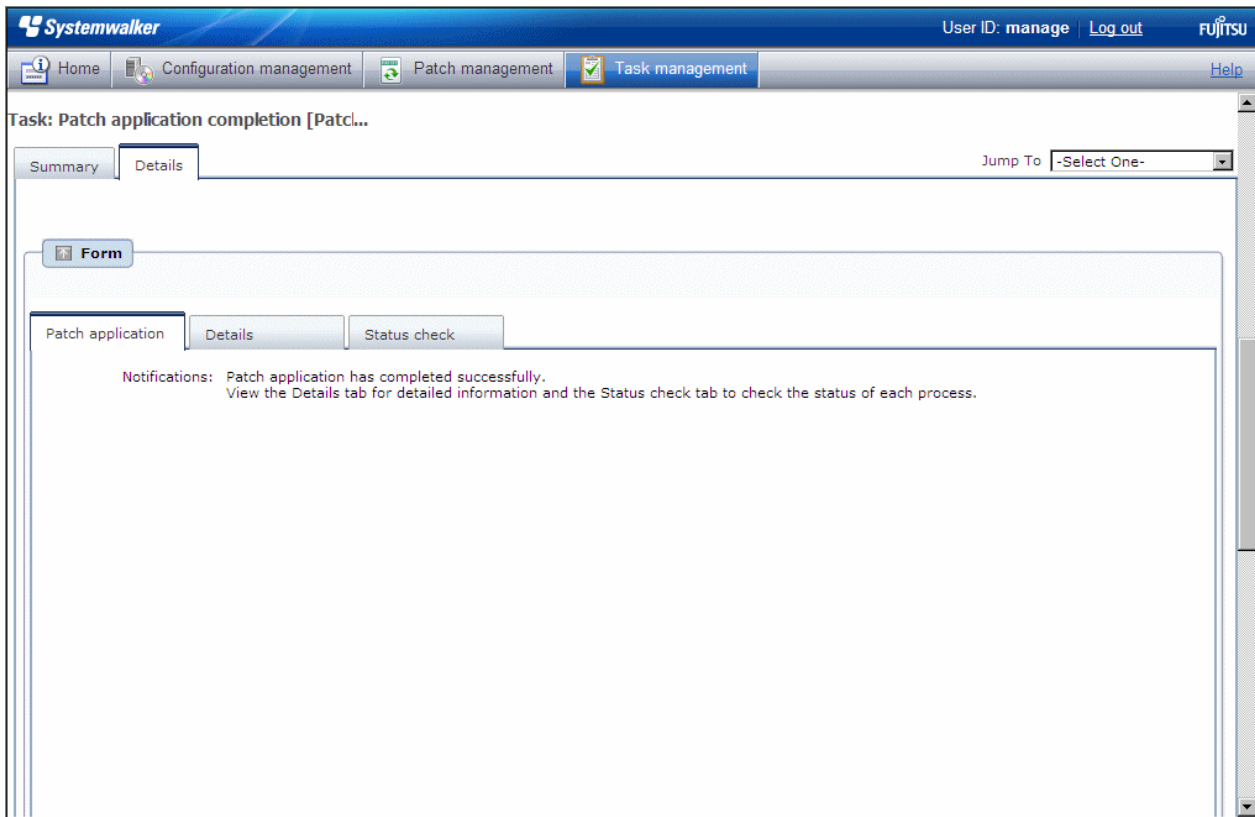 Systemwalker
User ID: manage Log out
FUJITSU
Home
Configuration management
Patch management
Task management
Help
Task: Patch application completion [Patc...
Summary
Details
Jump To -Select One-
Form
Patch application
Details
Status check
Notifications: Patch application has completed successfully.
View the Details tab for detailed information and the Status check tab to check the status of each process.